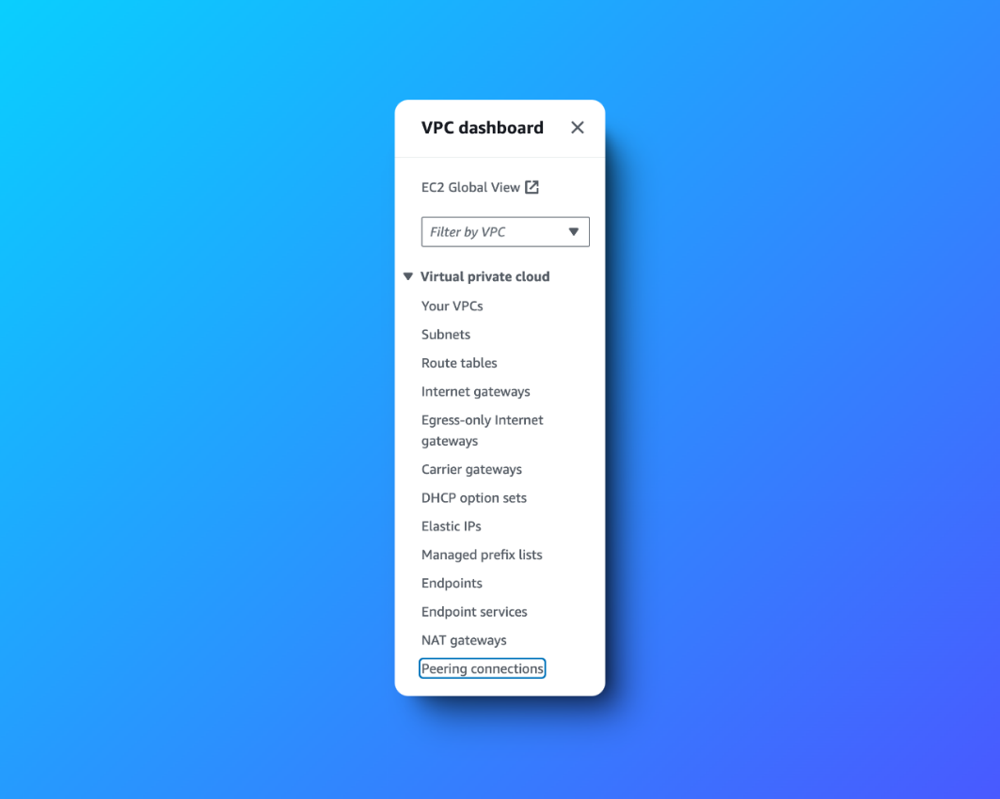 VPC dashboard
EC2 Global View
Filter by VPC
Virtual private cloud
Your VPCs
Subnets
Route tables
Internet gateways
Egress-only Internet
gateways
Carrier gateways
DHCP option sets
Elastic IPs
Managed prefix lists
Endpoints
Endpoint services
NAT gateways
Peering connections